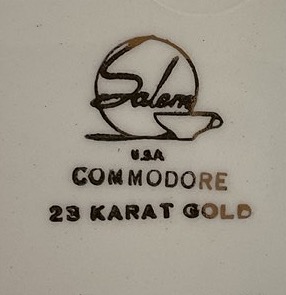 Salem
U.S.A
COMMODORE
23 KARAT GOLD